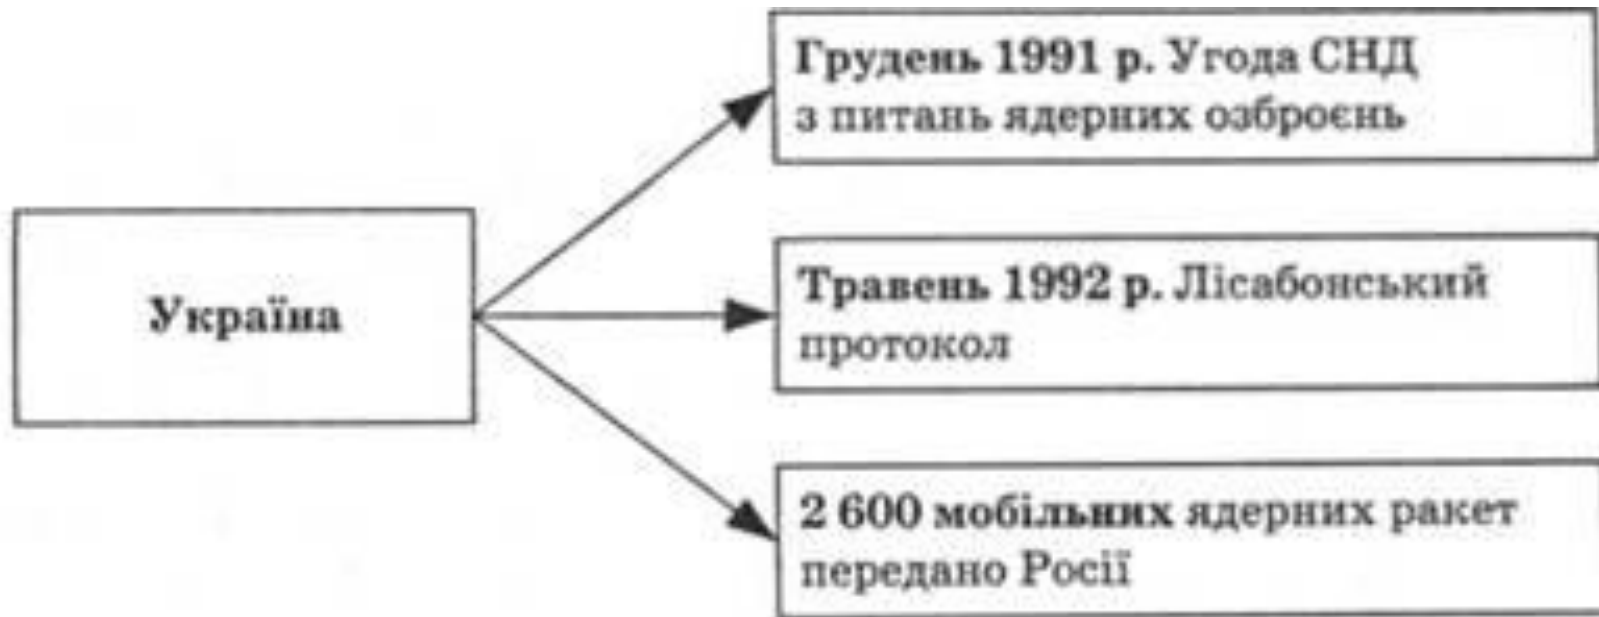 Грудень 1991 р. Угода СНД
з питань ядерних озброєнь
Україна
Травень 1992 р. Лісабонський
протокол
2 600 мобільних ядерних ракет
передано Росії